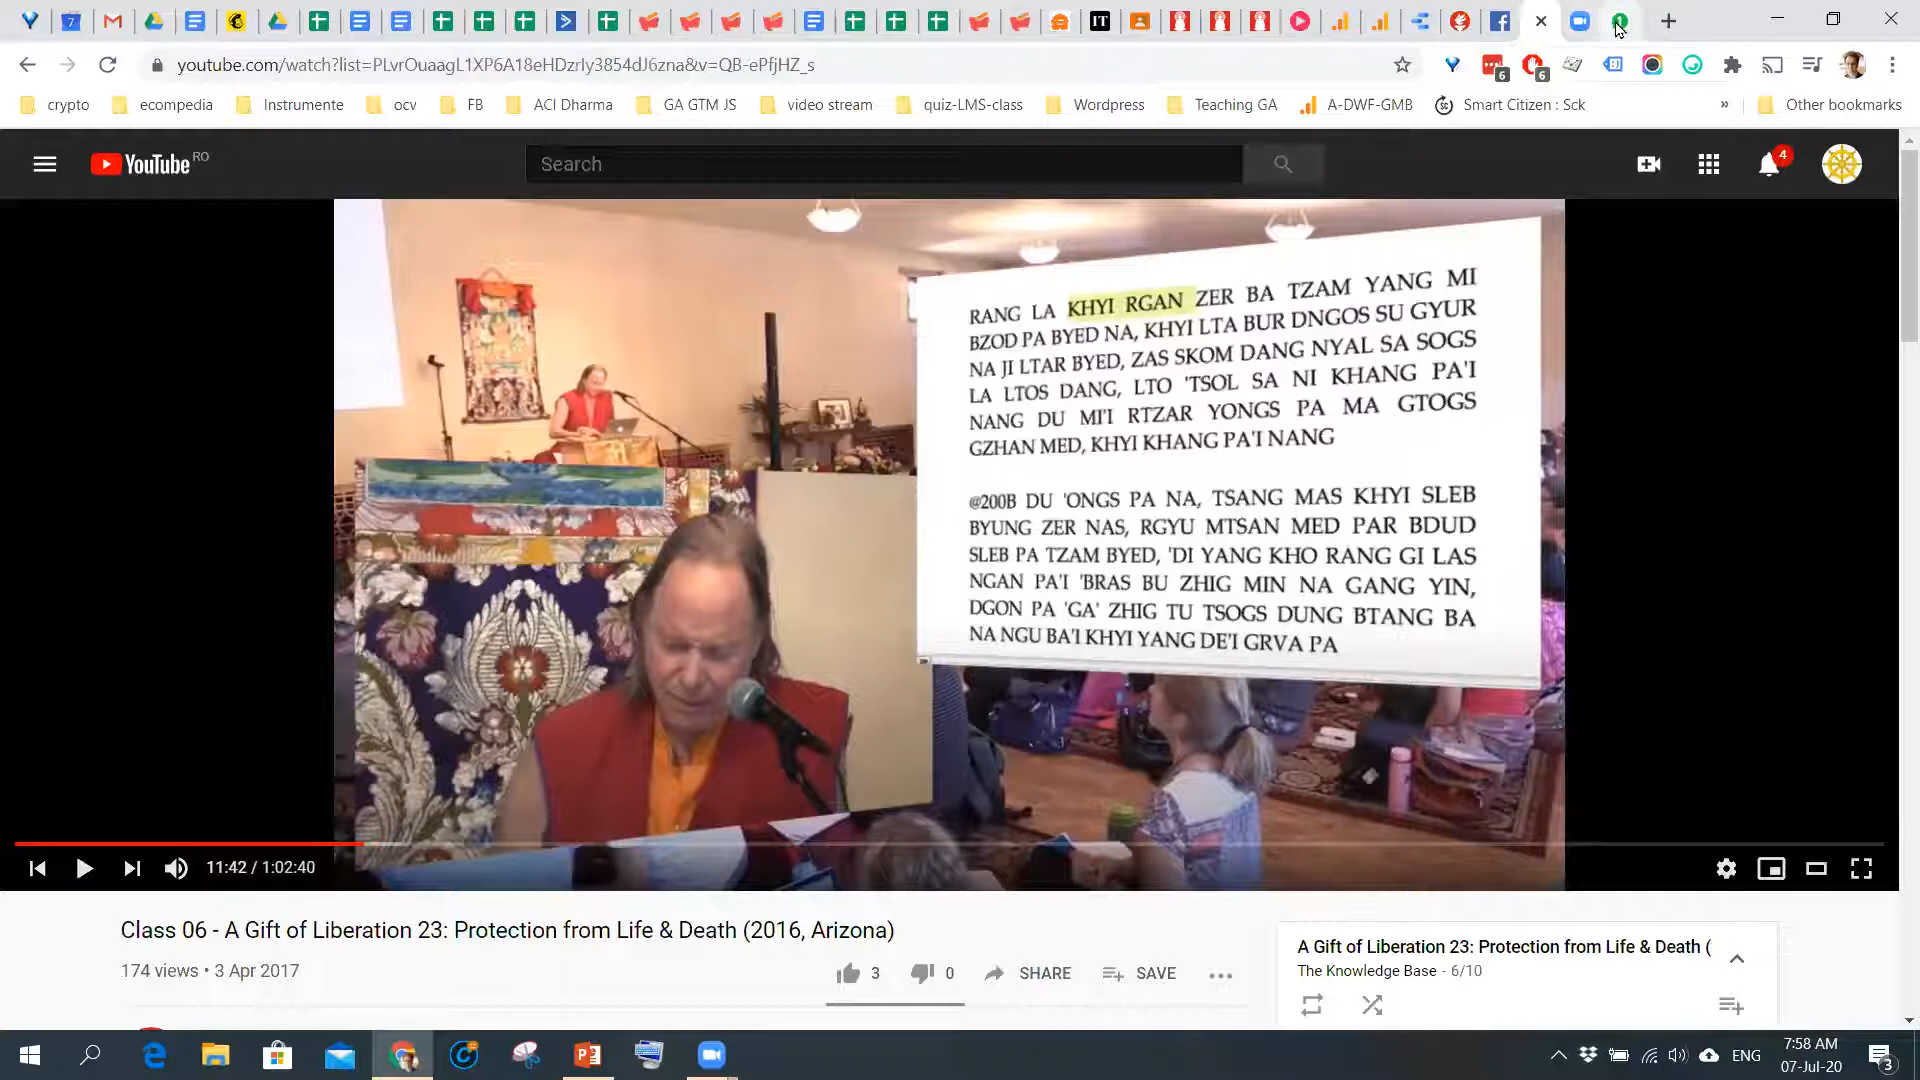 youtube.com/watch?list=PLvrOuaagL1XP6A18eHDzrIy3854dJ6zna&v=QB-ePfjHZ_s
6
6
crypto
ecompedia
Instrumente
ocv
FB
ACI Dharma
GA GTM JS
video stream
quiz-LMS-class
Wordpress
Teaching GA
A-DWF-GMB
Smart Citizen : Sck
»
Other bookmarks
YouTube RO
Search
4
RANG LA KHYI RGAN ZER BA TZAM YANG MI
BZOD PA BYED NA, KHYI LTA BUR DNGOS SU GYUR
NA JI LTAR BYED, ZAS SKOM DANG NYAL SA SOGS
LA LTOS DANG, LTO 'TSOL SA NI KHANG PA'I
NANG DU MI'I RTZAR YONGS PA MA GTOGS
GZHAN MED, KHYI KHANG PA'I NANG
@200B DU 'ONGS PA NA, TSANG MAS KHYI SLEB
BYUNG ZER NAS, RGYU MTSAN MED PAR BDUD
SLEB PA TZAM BYED, 'DI YANG KHO RANG GI LAS
NGAN PA'I 'BRAS BU ZHIG MIN NA GANG YIN,
DGON PA 'GA' ZHIG TU TSOGS DUNG BTANG BA
NA NGU BA'I KHYI YANG DE'I GRVA PA
11:42 / 1:02:40
Class 06 - A Gift of Liberation 23: Protection from Life & Death (2016, Arizona)
174 views • 3 Apr 2017
3
0
SHARE
SAVE
A Gift of Liberation 23: Protection from Life & Death (
The Knowledge Base - 6/10
ENG
7:58 AM
07-Jul-20
3